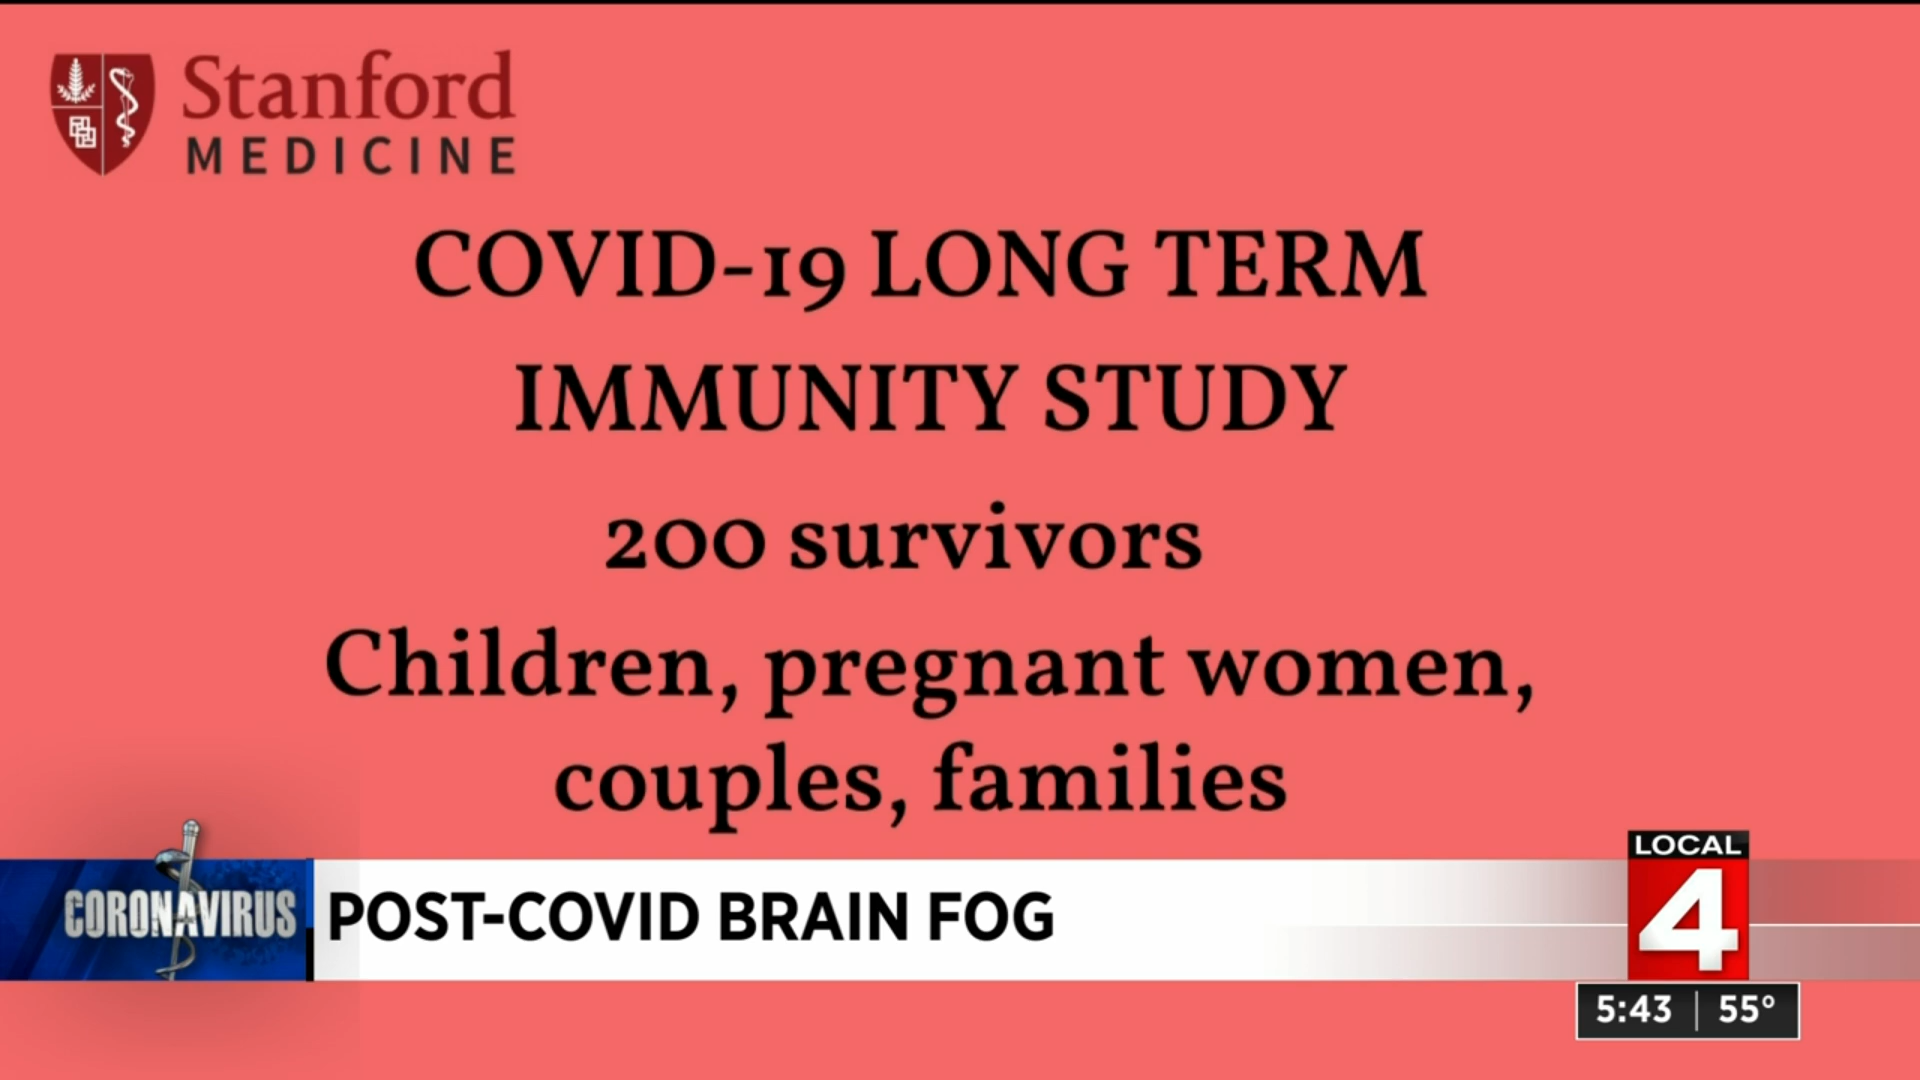 Stanford
MEDICINE
COVID-19 LONG TERM
IMMUNITY STUDY
200 survivors
Children, pregnant women,
couples, families
CORONAVIRUS
POST-COVID BRAIN FOG
LOCAL
4
5:43 | 55°